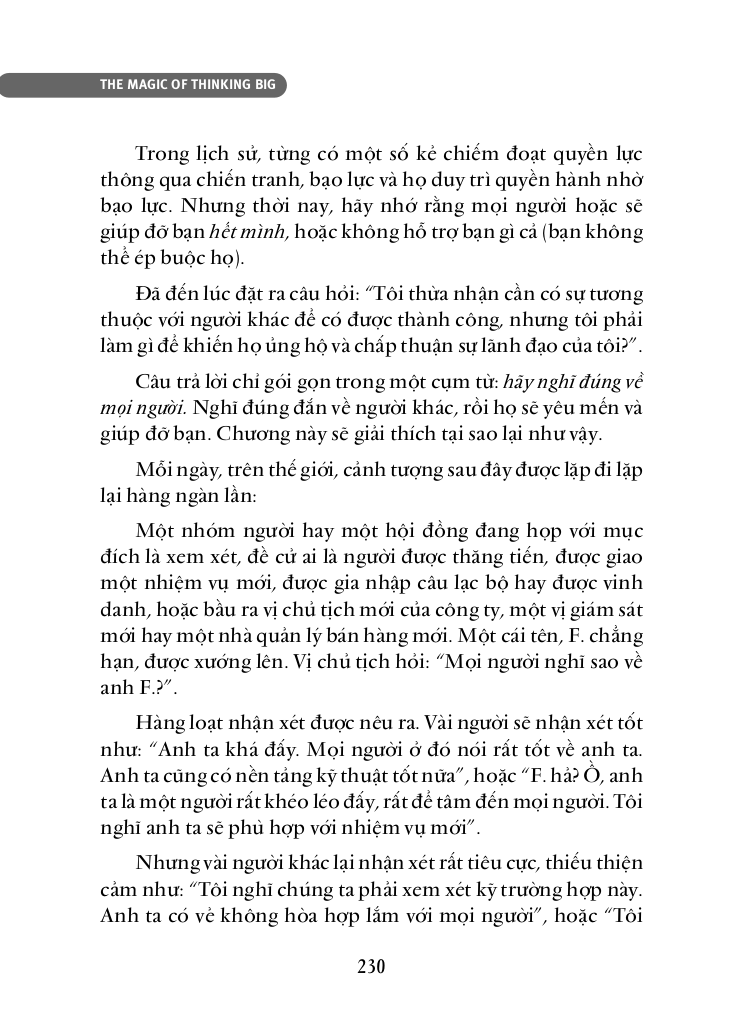 THE MAGIC OF THINKING BIG
Trong lịch sử, từng có một số kẻ chiếm đoạt quyền lực
thông qua chiến tranh, bạo lực và họ duy trì quyền hành nhờ
bạo lực. Nhưng thời nay, hãy nhớ rằng mọi người hoặc sẽ
giúp đỡ bạn hết mình, hoặc không hỗ trợ bạn gì cả (bạn không
thể ép buộc họ).
Đã đến lúc đặt ra câu hỏi: “Tôi thừa nhận cần có sự tương
thuộc với người khác để có được thành công, nhưng tôi phải
làm gì để khiến họ ủng hộ và chấp thuận sự lãnh đạo của tôi?”.
Câu trả lời chỉ gói gọn trong một cụm từ: hãy nghĩ đúng về
mọi người. Nghĩ đúng đắn về người khác, rồi họ sẽ yêu mến và
giúp đỡ bạn. Chương này sẽ giải thích tại sao lại như vậy.
Mỗi ngày, trên thế giới, cảnh tượng sau đây được lặp đi lặp
lại hàng ngàn lần:
Một nhóm người hay một hội đồng đang họp với mục
đích là xem xét, đề cử ai là người được thăng tiến, được giao
một nhiệm vụ mới, được gia nhập câu lạc bộ hay được vinh
danh, hoặc bầu ra vị chủ tịch mới của công ty, một vị giám sát
mới hay một nhà quản lý bán hàng mới. Một cái tên, F. chẳng
hạn, được xướng lên. Vị chủ tịch hỏi: “Mọi người nghĩ sao về
anh F.?”.
Hàng loạt nhận xét được nêu ra. Vài người sẽ nhận xét tốt
như: “Anh ta khá đấy. Mọi người ở đó nói rất tốt về anh ta.
Anh ta cũng có nền tảng kỹ thuật tốt nữa”, hoặc “F. hả? Ồ, anh
ta là một người rất khéo léo đấy, rất để tâm đến mọi người. Tôi
nghĩ anh ta sẽ phù hợp với nhiệm vụ mới”.
Nhưng vài người khác lại nhận xét rất tiêu cực, thiếu thiện
cảm như: “Tôi nghĩ chúng ta phải xem xét kỹ trường hợp này.
Anh ta có vẻ không hòa hợp lắm với mọi người”, hoặc “Tôi
230